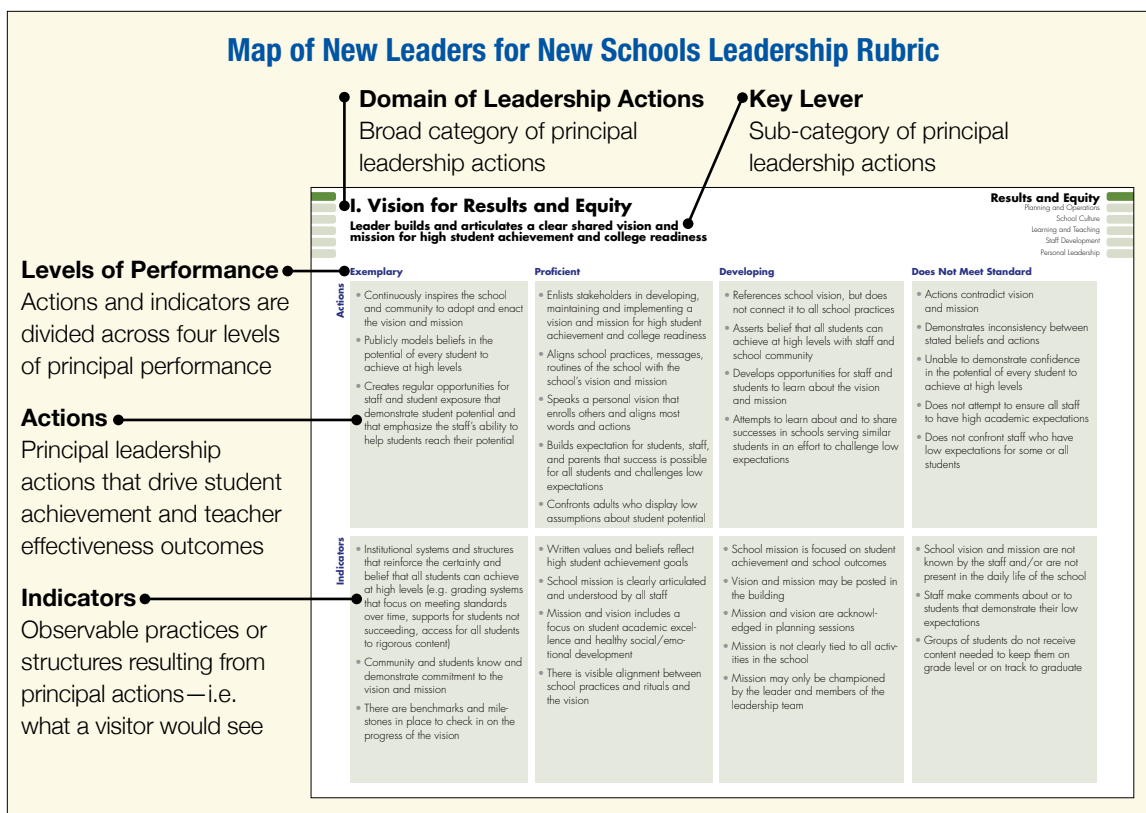 Map of New Leaders for New Schools Leadership Rubric
Domain of Leadership Actions
Broad category of principal
leadership actions
Key Lever
Sub-category of principal
leadership actions
I. Vision for Results and Equity
Leader builds and articulates a clear shared vision and
mission for high student achievement and college readiness
Results and Equity
Planning and Operations
School Culture
Learning and Teaching
Staff Development
Personal Leadership
Levels of Performance
Actions and indicators are
divided across four levels
of principal performance
Actions
Principal leadership
actions that drive student
achievement and teacher
effectiveness outcomes
Indicators
Observable practices or
structures resulting from
principal actions—i.e.
what a visitor would see
Exemplary
Proficient
Developing
Does Not Meet Standard
Actions
• Continuously inspires the school
and community to adopt and enact
the vision and mission
• Publicly models beliefs in the
potential of every student to
achieve at high levels
• Creates regular opportunities for
staff and student exposure that
demonstrate student potential and
that emphasize the staff's ability to
help students reach their potential
• Enlists stakeholders in developing,
maintaining and implementing a
vision and mission for high student
achievement and college readiness
• Aligns school practices, messages,
routines of the school with the
school's vision and mission
• Speaks a personal vision that
enrolls others and aligns most
words and actions
• Builds expectation for students, staff,
and parents that success is possible
for all students and challenges low
expectations
• Confronts adults who display low
assumptions about student potential
• References school vision, but does
not connect it to all school practices
• Asserts belief that all students can
achieve at high levels with staff and
school community
• Develops opportunities for staff and
students to learn about the vision
and mission
• Attempts to learn about and to share
successes in schools serving similar
students in an effort to challenge low
expectations
• Actions contradict vision
and mission
• Demonstrates inconsistency between
stated beliefs and actions
• Unable to demonstrate confidence
in the potential of every student to
achieve at high levels
• Does not attempt to ensure all staff
to have high academic expectations
• Does not confront staff who have
low expectations for some or all
students
Indicators
• Institutional systems and structures
that reinforce the certainty and
belief that all students can achieve
at high levels (e.g. grading systems
that focus on meeting standards
over time, supports for students not
succeeding, access for all students
to rigorous content)
• Community and students know and
demonstrate commitment to the
vision and mission
• There are benchmarks and mile-
stones in place to check in on the
progress of the vision
• Written values and beliefs reflect
high student achievement goals
• School mission is clearly articulated
and understood by all staff
• Mission and vision includes a
focus on student academic excel-
lence and healthy social/emo-
tional development
• There is visible alignment between
school practices and rituals and
the vision
• School mission is focused on student
achievement and school outcomes
• Vision and mission may be posted in
the building
• Mission and vision are acknowl-
edged in planning sessions
• Mission is not clearly tied to all activ-
ities in the school
• Mission may only be championed
by the leader and members of the
leadership team
• School vision and mission are not
known by the staff and/or are not
present in the daily life of the school
• Staff make comments about or to
students that demonstrate their low
expectations
• Groups of students do not receive
content needed to keep them on
grade level or on track to graduate